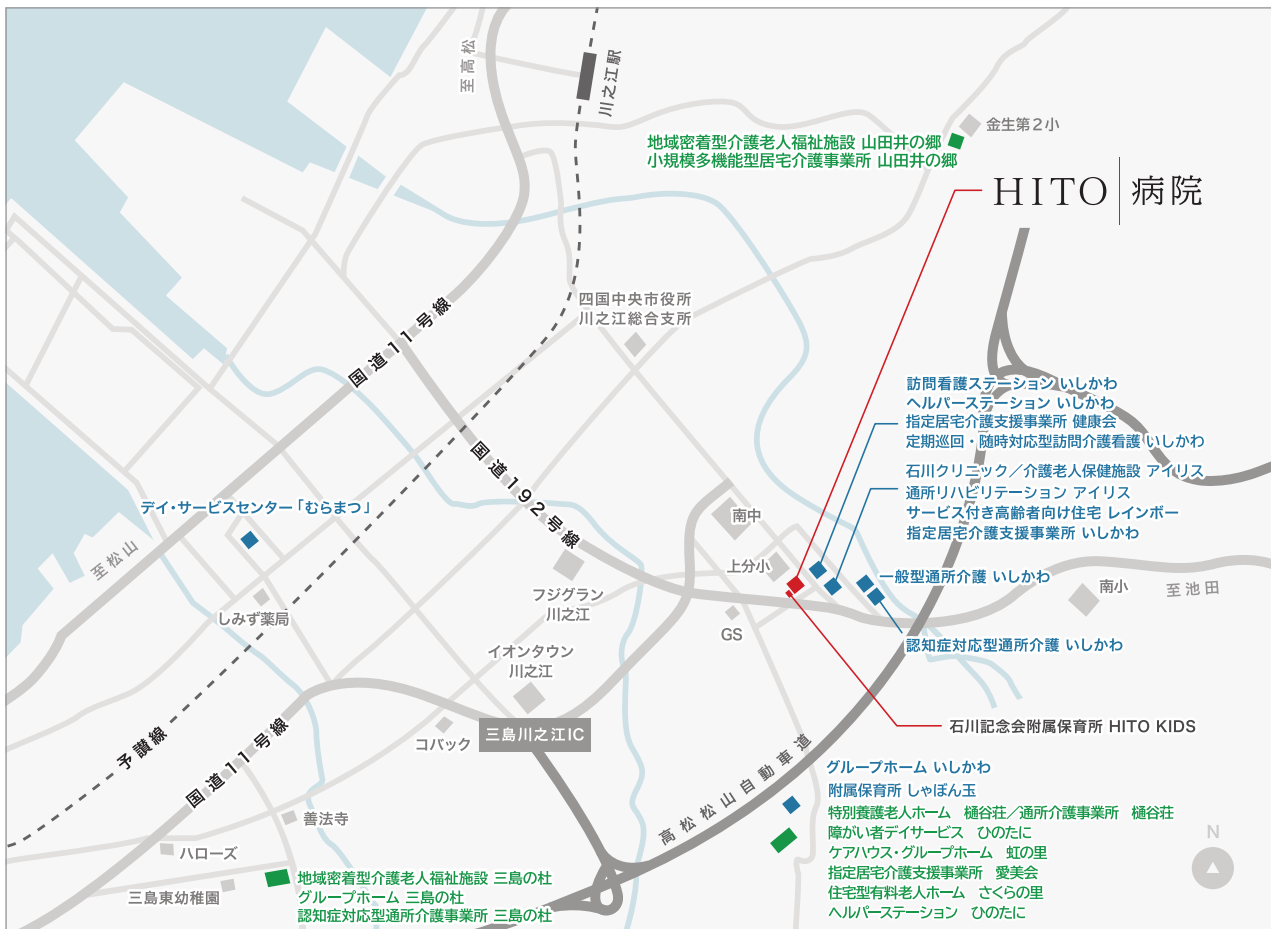 至高松
川之江駅
金生第2小
地域密着型介護老人福祉施設 山田井の郷
小規模多機能型居宅介護事業所 山田井の郷
HITO 病院
四国中央市役所
川之江総合支所
国道11号線
訪問看護ステーション いしかわ
ヘルパーステーション いしかわ
指定居宅介護支援事業所 健康会
定期巡回・随時対応型訪問介護看護 いしかわ
石川クリニック／介護老人保健施設 アイリス
通所リハビリテーション アイリス
サービス付き高齢者向け住宅 レインボー
指定居宅介護支援事業所 いしかわ
国道192号線
デイ・サービスセンター「むらまつ」
南中
至松山
上分小
一般型通所介護 いしかわ
南小
至池田
フジグラン
川之江
しみず薬局
GS
認知症対応型通所介護 いしかわ
イオンタウン
川之江
石川記念会附属保育所 HITO KIDS
三島川之江IC
コバック
予讃線
国道11号線
高松松山自動車道
グループホーム いしかわ
附属保育所 しゃぼん玉
特別養護老人ホーム 樋谷荘／通所介護事業所 樋谷荘
障がい者デイサービス ひのたに
ケアハウス・グループホーム 虹の里
指定居宅介護支援事業所 愛美会
住宅型有料老人ホーム さくらの里
ヘルパーステーション ひのたに
N
善法寺
ハローズ
三島東幼稚園
地域密着型介護老人福祉施設 三島の杜
グループホーム 三島の杜
認知症対応型通所介護事業所 三島の杜